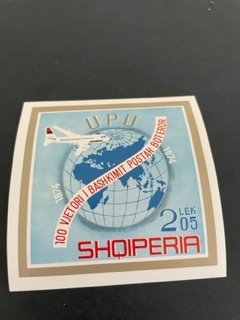 UPU
1874
1974
100 VJETORI I BASHKIMIT POSTAR BOTEROR
2 LEK
05
SHQIPERIA